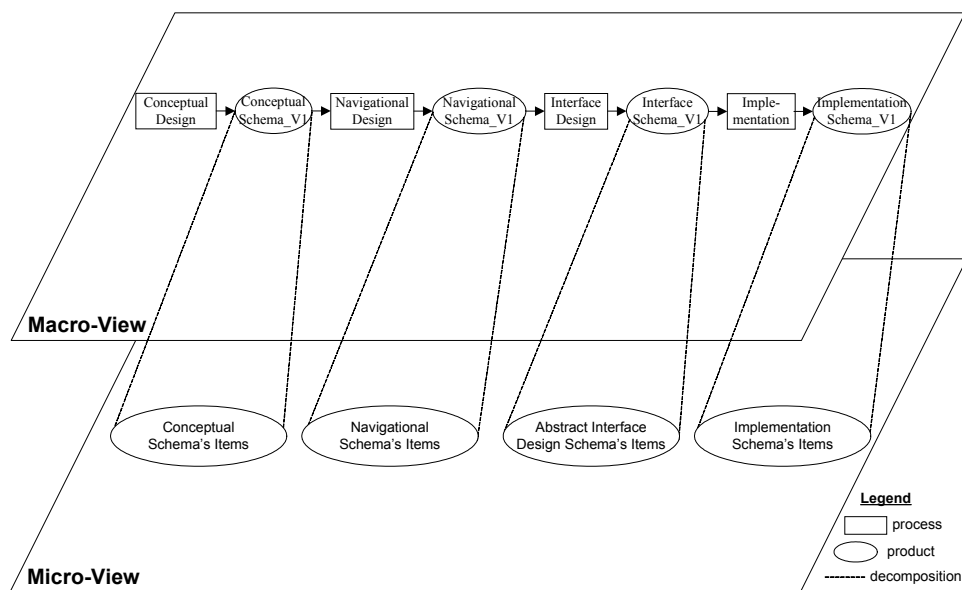 Conceptual
Design
Conceptual
Schema_V1
Navigational
Design
Navigational
Schema_V1
Interface
Design
Interface
Schema_V1
Imple-
mentation
Implementation
Schema_V1
Macro-View
Conceptual
Schema's Items
Navigational
Schema's Items
Abstract Interface
Design Schema's Items
Implementation
Schema's Items
Legend
process
product
decomposition
Micro-View